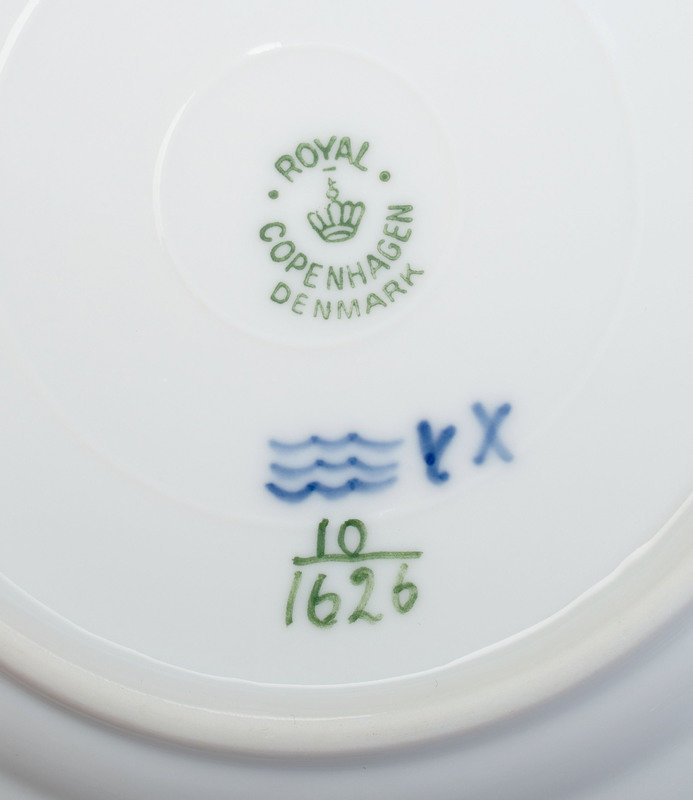 ROYAL
COPENHAGEN
DENMARK
X
10
1626